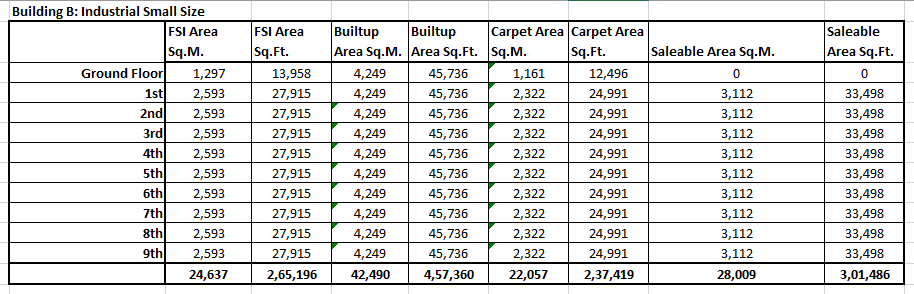 Building B: Industrial Small Size
FSI Area Sq.M. FSI Area Sq.Ft. Builtup Area Sq.M. Builtup Area Sq.Ft. Carpet Area Sq.M. Carpet Area Sq.Ft. Saleable Area Sq.M. Saleable Area Sq.Ft.
Ground Floor 1,297 13,958 4,249 45,736 1,161 12,496 0 0
1st 2,593 27,915 4,249 45,736 2,322 24,991 3,112 33,498
2nd 2,593 27,915 4,249 45,736 2,322 24,991 3,112 33,498
3rd 2,593 27,915 4,249 45,736 2,322 24,991 3,112 33,498
4th 2,593 27,915 4,249 45,736 2,322 24,991 3,112 33,498
5th 2,593 27,915 4,249 45,736 2,322 24,991 3,112 33,498
6th 2,593 27,915 4,249 45,736 2,322 24,991 3,112 33,498
7th 2,593 27,915 4,249 45,736 2,322 24,991 3,112 33,498
8th 2,593 27,915 4,249 45,736 2,322 24,991 3,112 33,498
9th 2,593 27,915 4,249 45,736 2,322 24,991 3,112 33,498
24,637 2,65,196 42,490 4,57,360 22,057 2,37,419 28,009 3,01,486